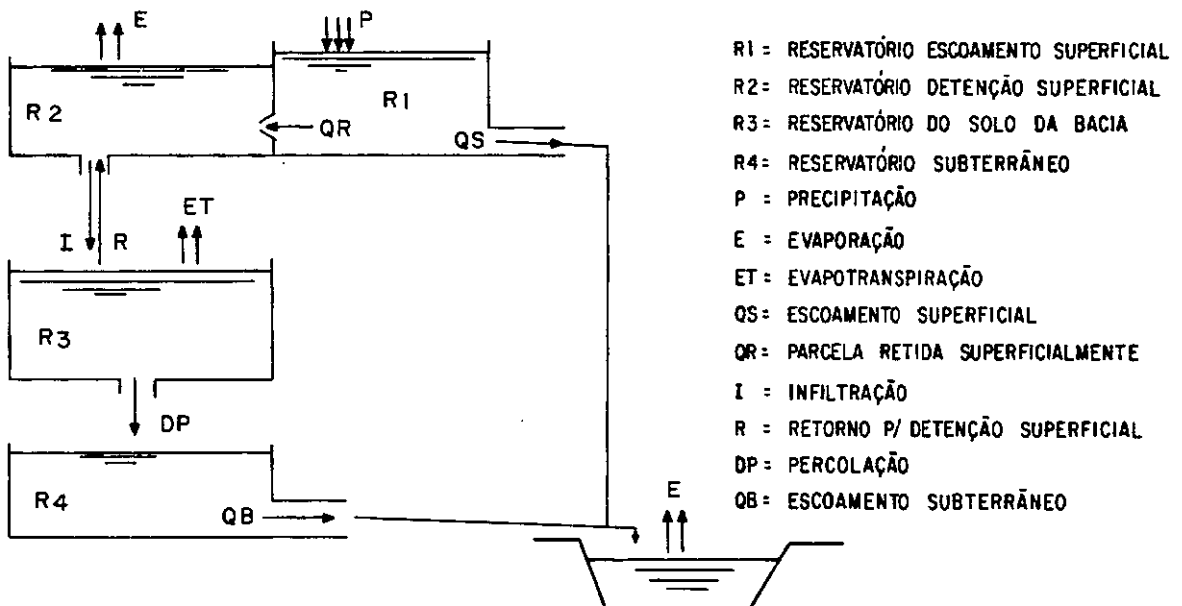 E
P
R1
R2
QR
QS
ET
I
R
R3
DP
R4
QB
E
R1 = RESERVATÓRIO ESCOAMENTO SUPERFICIAL
R2 = RESERVATÓRIO DETENÇÃO SUPERFICIAL
R3 = RESERVATÓRIO DO SOLO DA BACIA
R4 = RESERVATÓRIO SUBTERRÂNEO
P = PRECIPITAÇÃO
E = EVAPORAÇÃO
ET = EVAPOTRANSPIRAÇÃO
QS = ESCOAMENTO SUPERFICIAL
QR = PARCELA RETIDA SUPERFICIALMENTE
I = INFILTRAÇÃO
R = RETORNO P/ DETENÇÃO SUPERFICIAL
DP = PERCOLAÇÃO
QB = ESCOAMENTO SUBTERRÂNEO